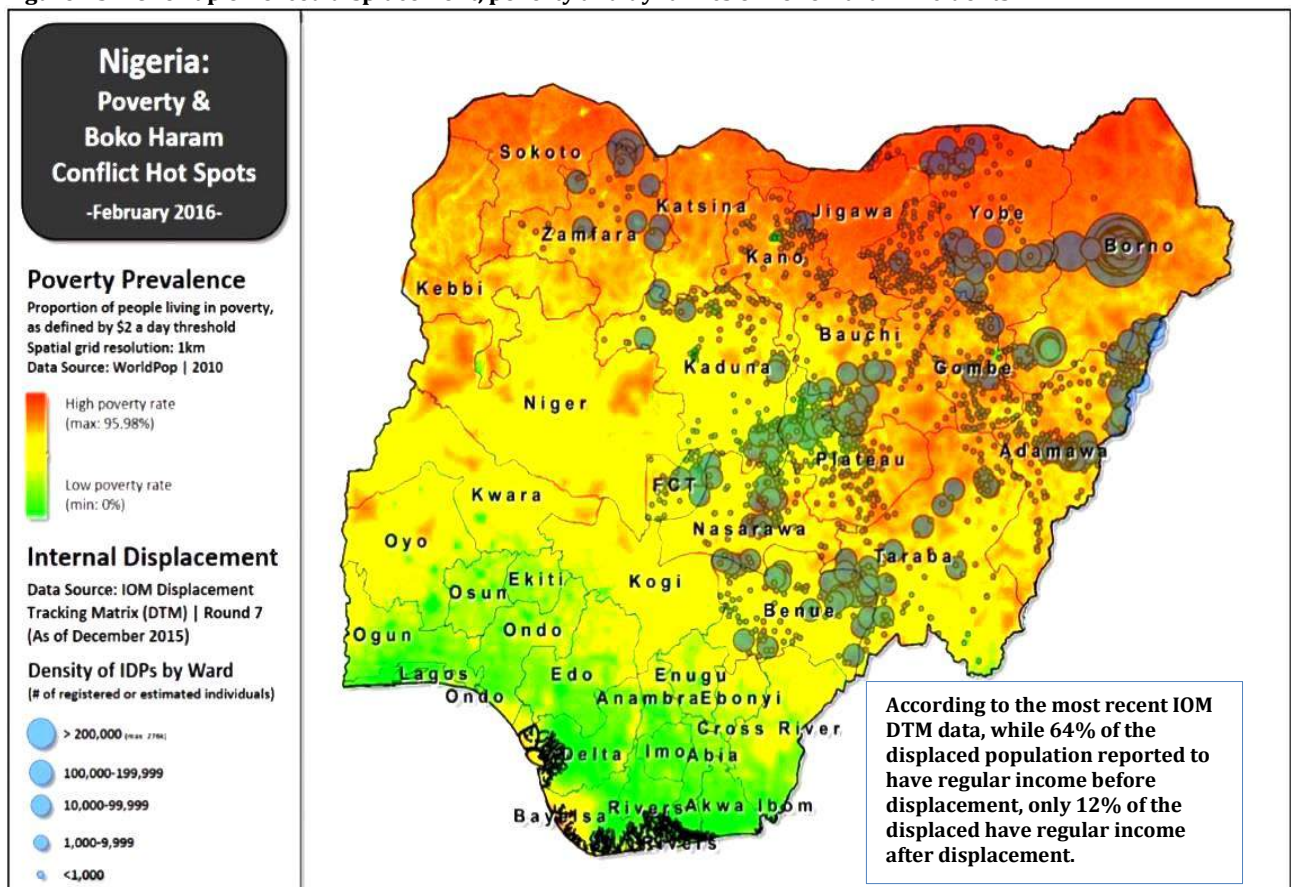 Nigeria:
Poverty &
Boko Haram
Conflict Hot Spots
-February 2016-
Poverty Prevalence
Proportion of people living in poverty,
as defined by $2 a day threshold
Spatial grid resolution: 1km
Data Source: WorldPop | 2010
High poverty rate
(max: 95.98%)
Low poverty rate
(min: 0%)
Internal Displacement
Data Source: IOM Displacement
Tracking Matrix (DTM) | Round 7
(As of December 2015)
Density of IDPs by Ward
(# of registered or estimated individuals)
> 200,000 (max 276k)
100,000-199,999
10,000-99,999
1,000-9,999
<1,000
Sokoto
Katsina
Jigawa
Yobe
Zamfara
Kano
Borno
Kebbi
Bauchi
Kaduna
Gombe
Niger
Adamawa
Plateau
FCT
Kwara
Nasarawa
Oyo
Taraba
Ekiti
Kogi
Osun
Benue
Ogun
Ondo
Lagos
Edo
Enugu
Ondo
Anambra
Ebonyi
Cross River
Delta
Imo
Abia
Bayelsa
Rivers
Akwa Ibom
Rivers
According to the most recent IOM
DTM data, while 64% of the
displaced population reported to
have regular income before
displacement, only 12% of the
displaced have regular income
after displacement.